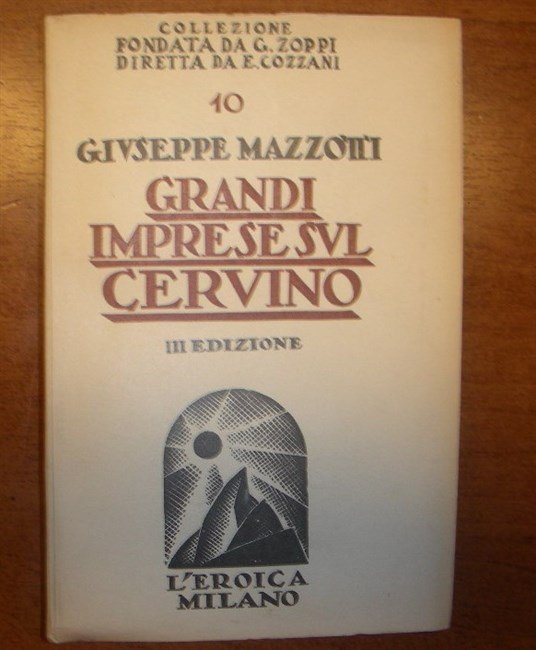 COLLEZIONE
FONDATA DA G. ZOPPI
DIRETTA DA E. COZZANI
10
GIVSEPPE MAZZOTTI
GRANDI
IMPRESE SVL
CERVINO
III EDIZIONE
L'EROICA
MILANO